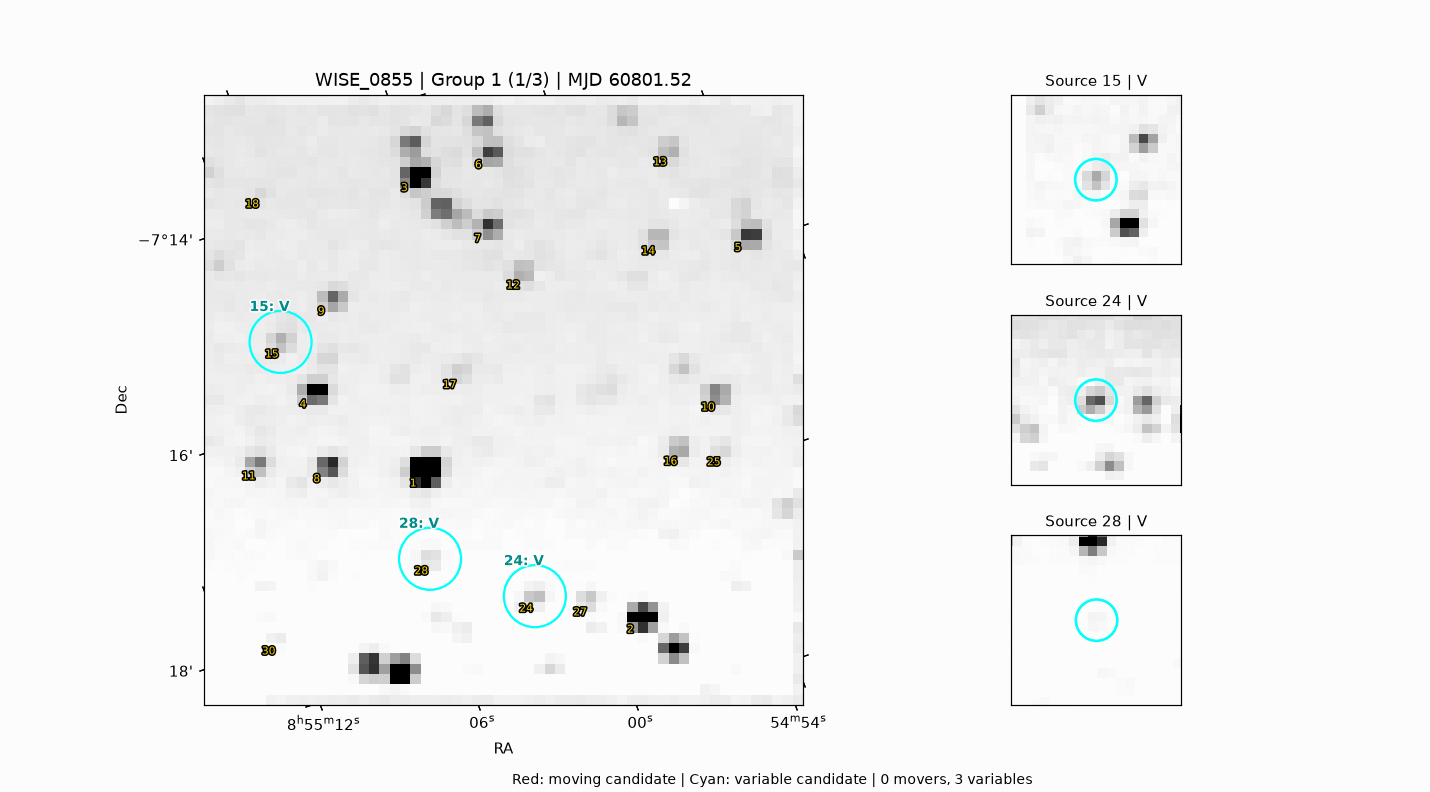 WISE_0855 | Group 1 (1/3) | MJD 60801.52
Source 15 | V
6
13
3
18
7
14
5
−7°14'
12
Source 24 | V
15: V
9
15
17
4
10
Dec
16'
16
25
11
8
1
Source 28 | V
28: V
24: V
28
24
27
2
30
18'
8h55m12s
06s
00s
54m54s
RA
Red: moving candidate | Cyan: variable candidate | 0 movers, 3 variables